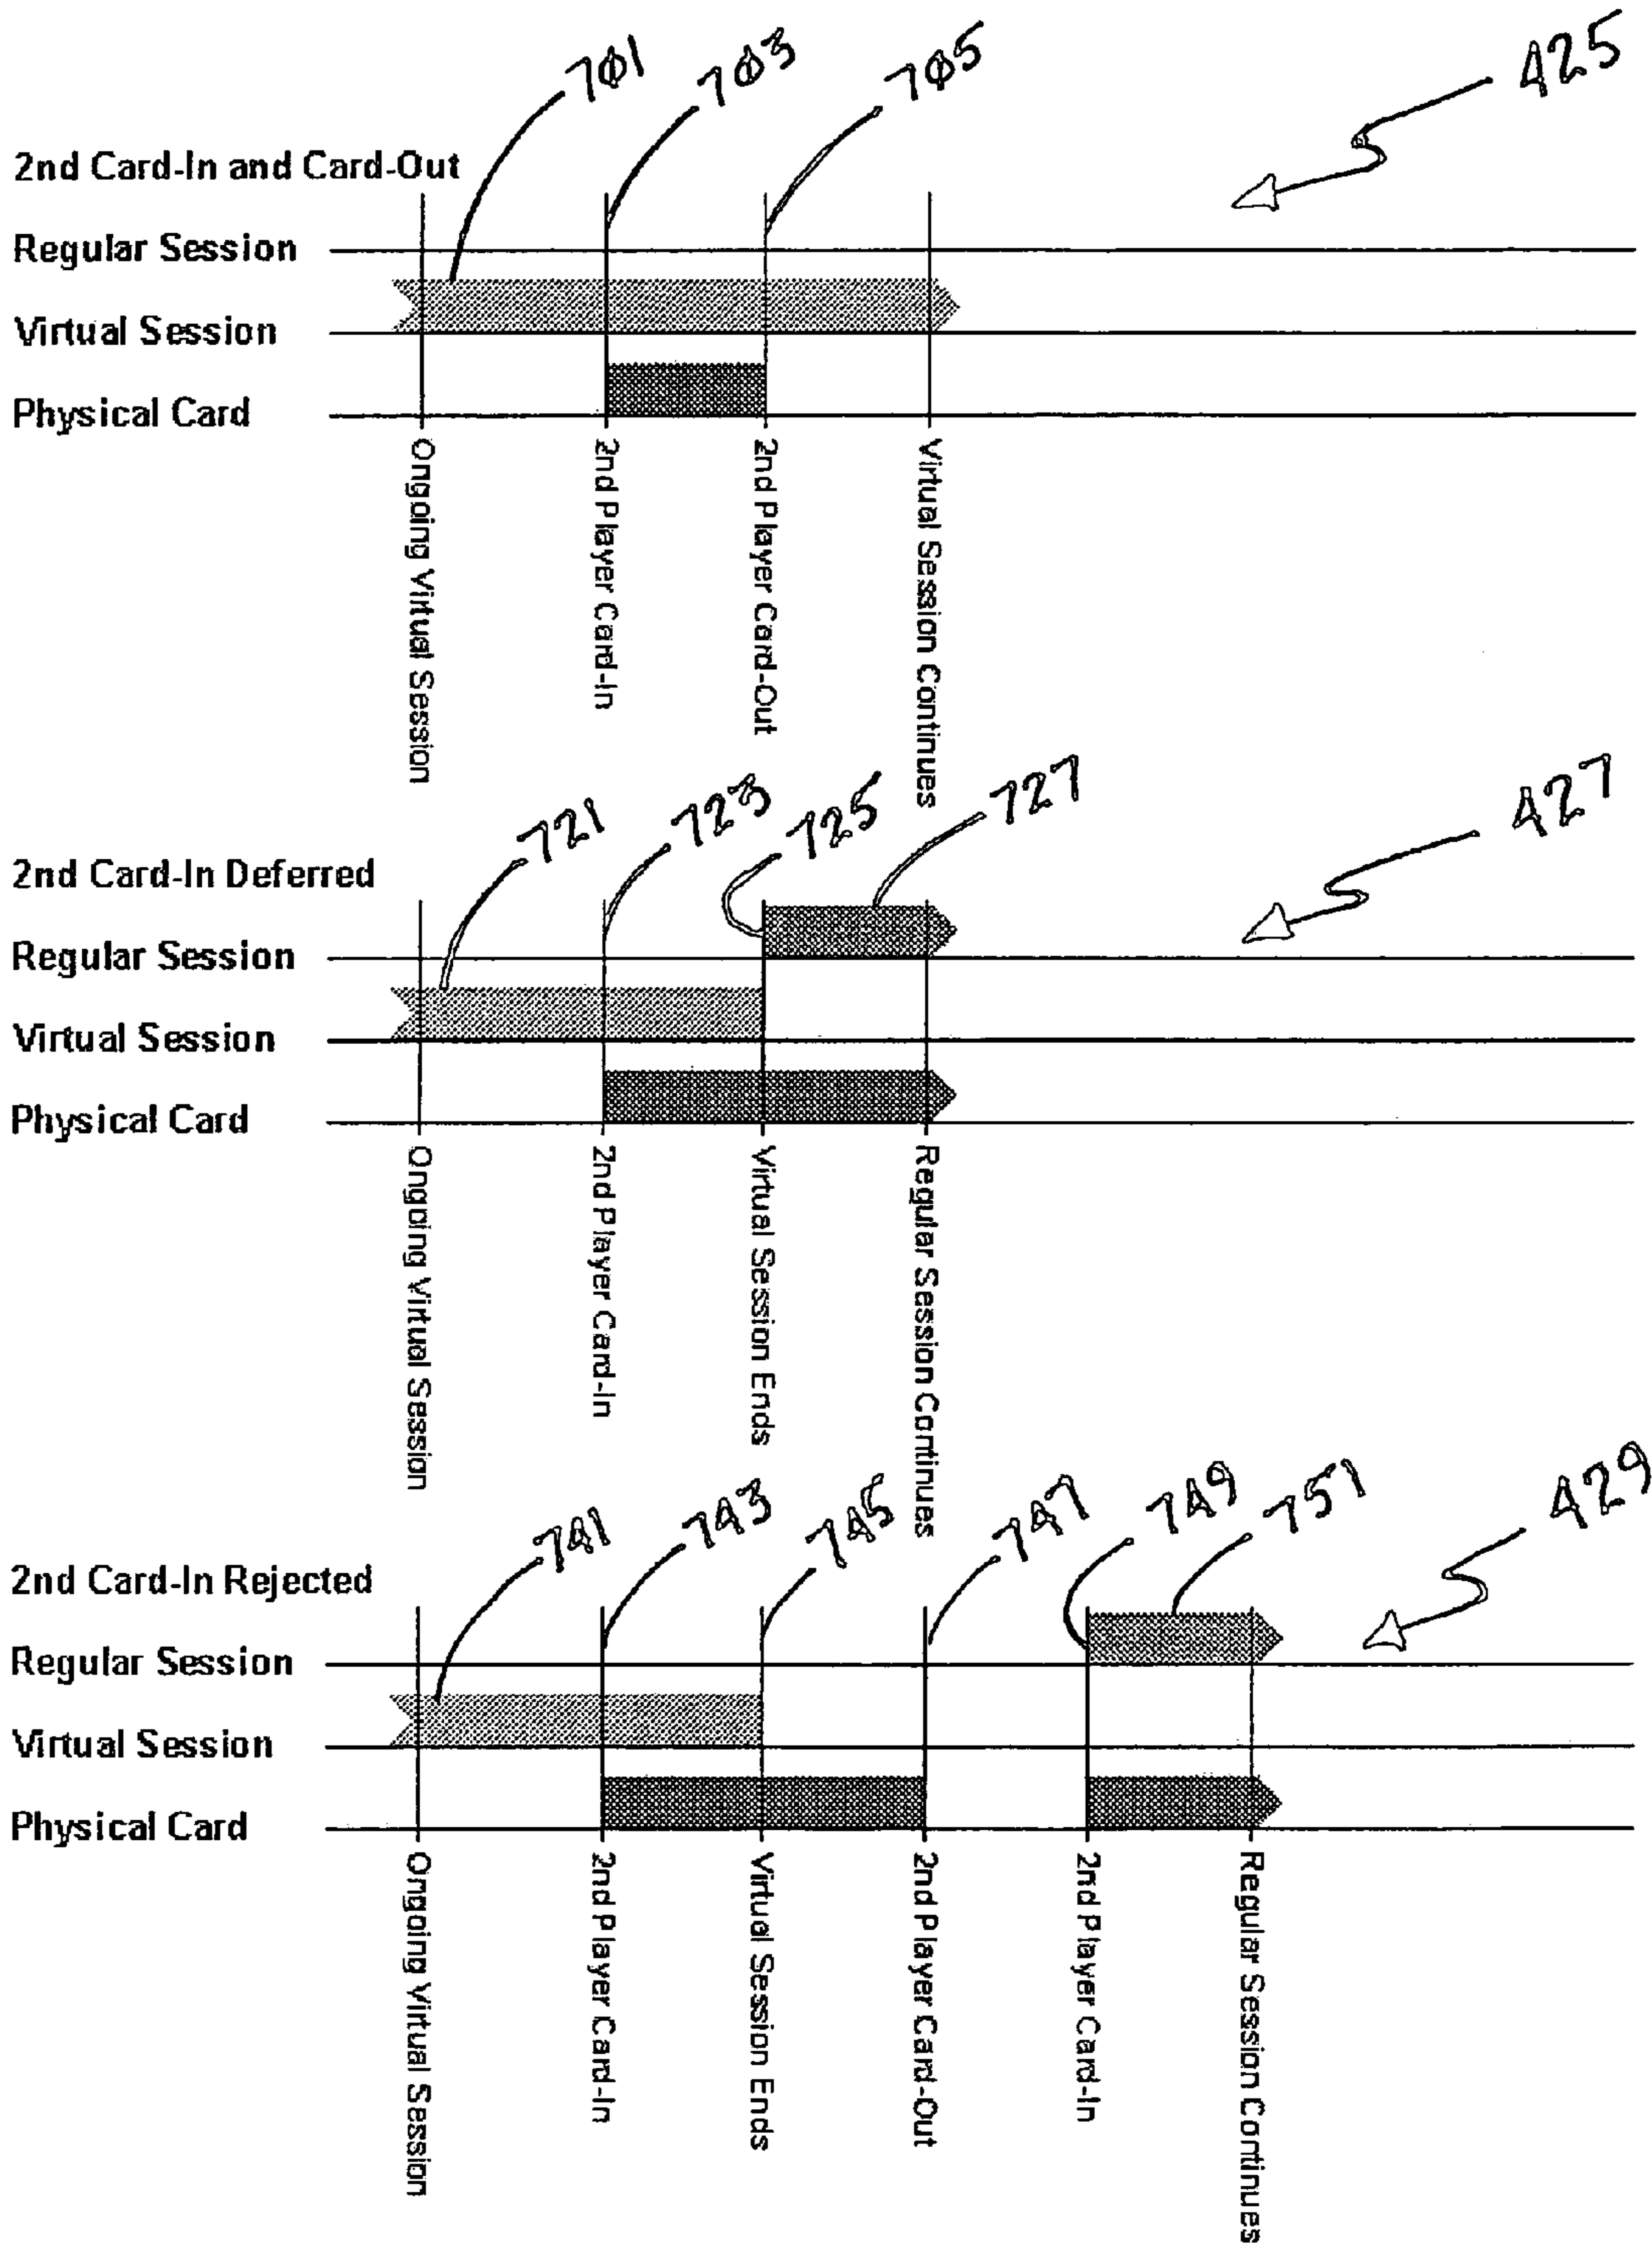 701
703
705
425
2nd Card-In and Card-Out
Regular Session
Virtual Session
Physical Card
Ongoing Virtual Session
2nd Player Card-In
2nd Player Card-Out
Virtual Session Continues
721
723
725
727
427
2nd Card-In Deferred
Regular Session
Virtual Session
Physical Card
Ongoing Virtual Session
2nd Player Card-In
Virtual Session Ends
Regular Session Continues
741
743
745
747
749
751
429
2nd Card-In Rejected
Regular Session
Virtual Session
Physical Card
Ongoing Virtual Session
2nd Player Card-In
Virtual Session Ends
2nd Player Card-Out
2nd Player Card-In
Regular Session Continues